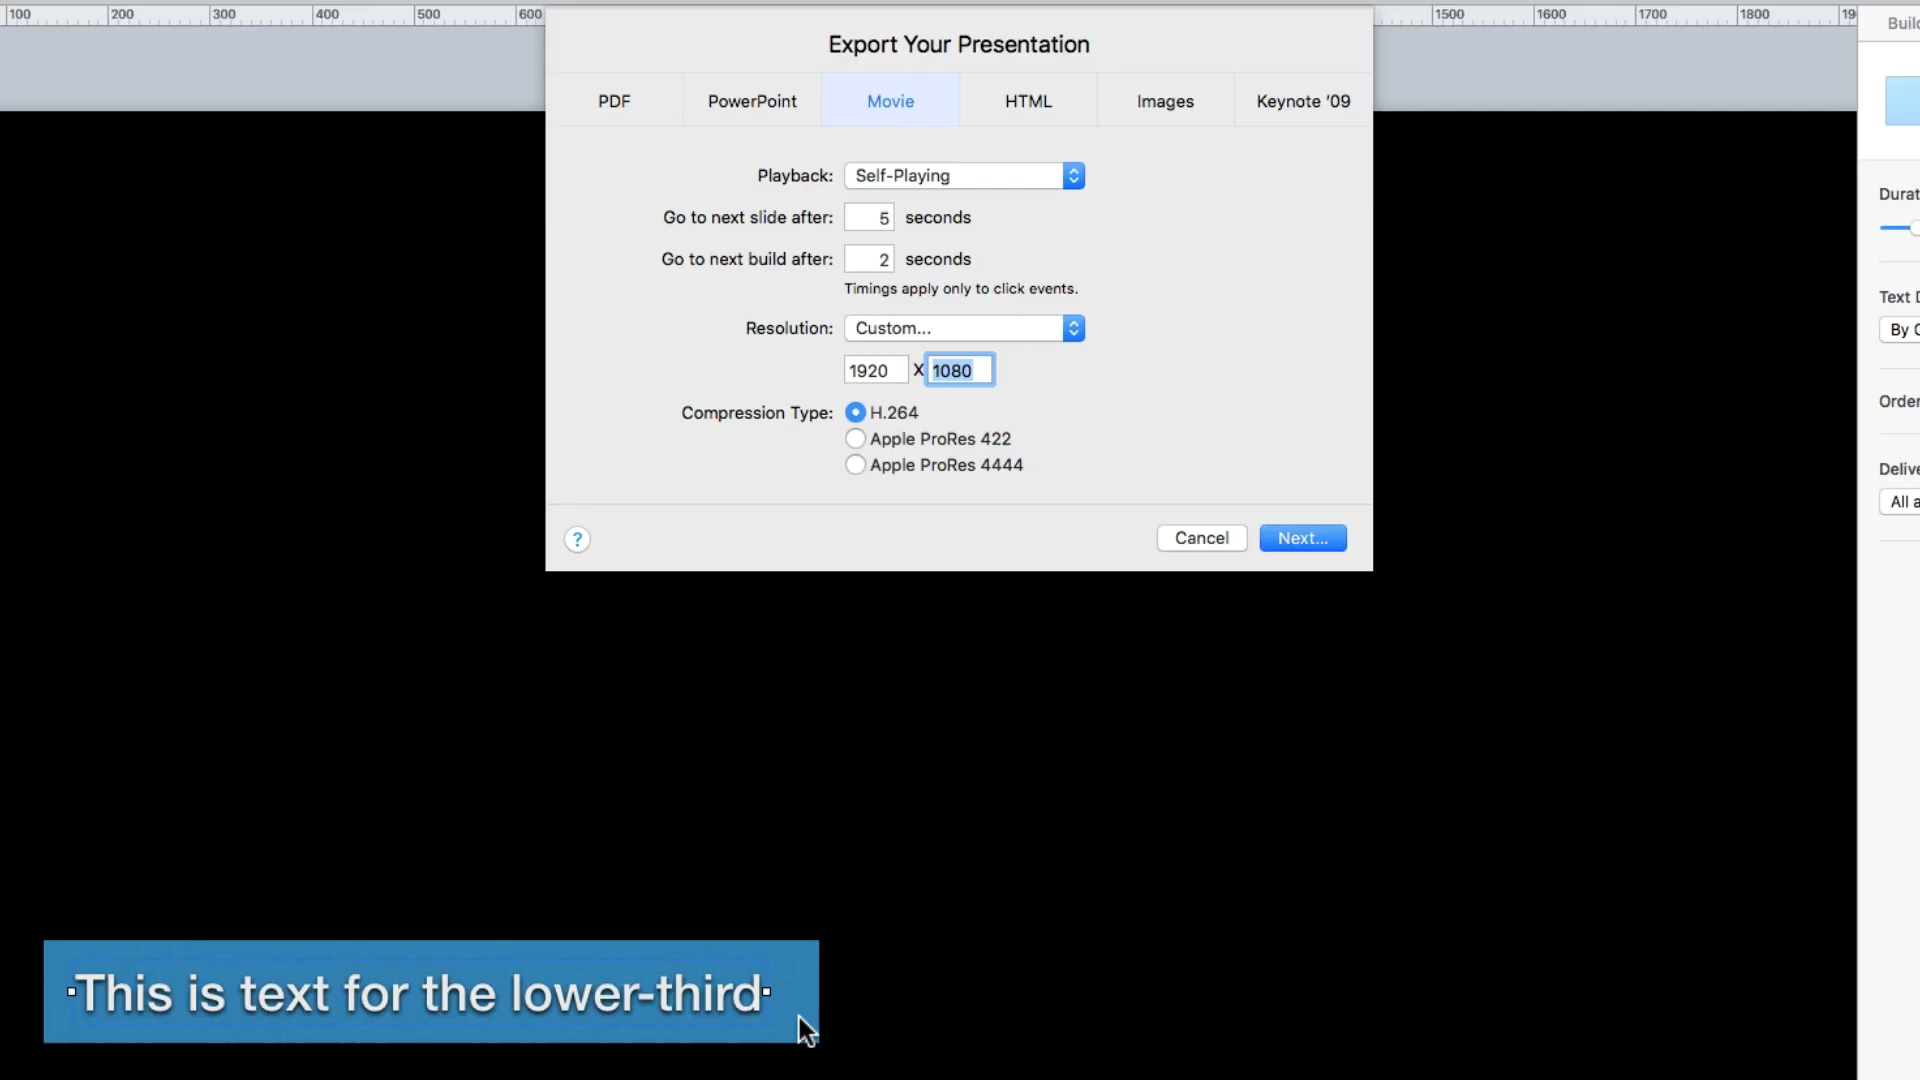 100 200 300 400 500 600 1500 1600 1700 1800
Export Your Presentation
PDF PowerPoint Movie HTML Images Keynote '09
Playback: Self-Playing
Go to next slide after: 5 seconds
Go to next build after: 2 seconds
Timings apply only to click events.
Resolution: Custom...
1920 X 1080
Compression Type: H.264
Apple ProRes 422
Apple ProRes 4444
? Cancel Next...
Build
Durat
Text D
By C
Order
Delive
All a
This is text for the lower-third